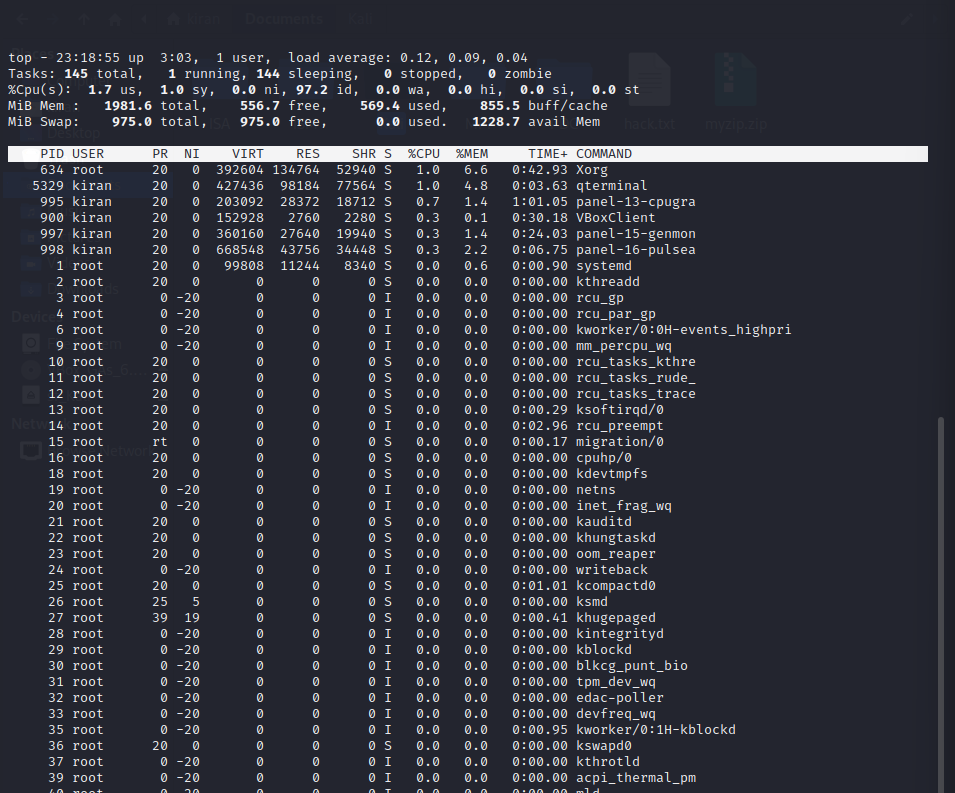 kiran Documents
top - 23:18:55 up  3:03,  1 user,  load average: 0.12, 0.09, 0.04
Tasks: 145 total,   1 running, 144 sleeping,   0 stopped,   0 zombie
%Cpu(s):  1.7 us,  1.0 sy,  0.0 ni, 97.2 id,  0.0 wa,  0.0 hi,  0.0 si,  0.0 st
MiB Mem :   1981.6 total,    556.7 free,    569.4 used,    855.5 buff/cache
MiB Swap:    975.0 total,    975.0 free,      0.0 used.   1228.7 avail Mem
hack.txt myzip.zip
PID USER      PR  NI    VIRT    RES    SHR S  %CPU  %MEM     TIME+ COMMAND
634 root      20   0  392604 134764  52940 S   1.0   6.6   0:42.93 Xorg
5329 kiran     20   0  427436  98184  77564 S   1.0   4.8   0:03.63 qterminal
995 kiran     20   0  203092  28372  18712 S   0.7   1.4   1:01.05 panel-13-cpugra
900 kiran     20   0  152928   2760   2280 S   0.3   0.1   0:30.18 VBoxClient
997 kiran     20   0  360160  27640  19940 S   0.3   1.4   0:24.03 panel-15-genmon
998 kiran     20   0  668548  43756  34448 S   0.3   2.2   0:06.75 panel-16-pulsea
1 root      20   0   99808  11244   8340 S   0.0   0.6   0:00.90 systemd
2 root      20   0       0      0      0 S   0.0   0.0   0:00.00 kthreadd
3 root       0 -20       0      0      0 I   0.0   0.0   0:00.00 rcu_gp
4 root       0 -20       0      0      0 I   0.0   0.0   0:00.00 rcu_par_gp
6 root       0 -20       0      0      0 I   0.0   0.0   0:00.00 kworker/0:0H-events_highpri
9 root       0 -20       0      0      0 I   0.0   0.0   0:00.00 mm_percpu_wq
10 root      20   0       0      0      0 S   0.0   0.0   0:00.00 rcu_tasks_kthre
11 root      20   0       0      0      0 S   0.0   0.0   0:00.00 rcu_tasks_rude_
12 root      20   0       0      0      0 S   0.0   0.0   0:00.00 rcu_tasks_trace
13 root      20   0       0      0      0 S   0.0   0.0   0:00.29 ksoftirqd/0
14 root      20   0       0      0      0 I   0.0   0.0   0:02.96 rcu_preempt
15 root      rt   0       0      0      0 S   0.0   0.0   0:00.17 migration/0
16 root      20   0       0      0      0 S   0.0   0.0   0:00.00 cpuhp/0
18 root      20   0       0      0      0 S   0.0   0.0   0:00.00 kdevtmpfs
19 root       0 -20       0      0      0 I   0.0   0.0   0:00.00 netns
20 root       0 -20       0      0      0 I   0.0   0.0   0:00.00 inet_frag_wq
21 root      20   0       0      0      0 S   0.0   0.0   0:00.00 kauditd
22 root      20   0       0      0      0 S   0.0   0.0   0:00.00 khungtaskd
23 root      20   0       0      0      0 S   0.0   0.0   0:00.00 oom_reaper
24 root       0 -20       0      0      0 I   0.0   0.0   0:00.00 writeback
25 root      20   0       0      0      0 S   0.0   0.0   0:01.01 kcompactd0
26 root      25   5       0      0      0 S   0.0   0.0   0:00.00 ksmd
27 root      39  19       0      0      0 S   0.0   0.0   0:00.41 khugepaged
28 root       0 -20       0      0      0 I   0.0   0.0   0:00.00 kintegrityd
29 root       0 -20       0      0      0 I   0.0   0.0   0:00.00 kblockd
30 root       0 -20       0      0      0 I   0.0   0.0   0:00.00 blkcg_punt_bio
31 root       0 -20       0      0      0 I   0.0   0.0   0:00.00 tpm_dev_wq
32 root       0 -20       0      0      0 I   0.0   0.0   0:00.00 edac-poller
33 root       0 -20       0      0      0 I   0.0   0.0   0:00.00 devfreq_wq
35 root       0 -20       0      0      0 I   0.0   0.0   0:00.95 kworker/0:1H-kblockd
36 root      20   0       0      0      0 S   0.0   0.0   0:00.00 kswapd0
37 root       0 -20       0      0      0 I   0.0   0.0   0:00.00 kthrotld
39 root       0 -20       0      0      0 I   0.0   0.0   0:00.00 acpi_thermal_pm
40 root       0 -20       0      0      0 I   0.0   0.0   0:00.00 mld